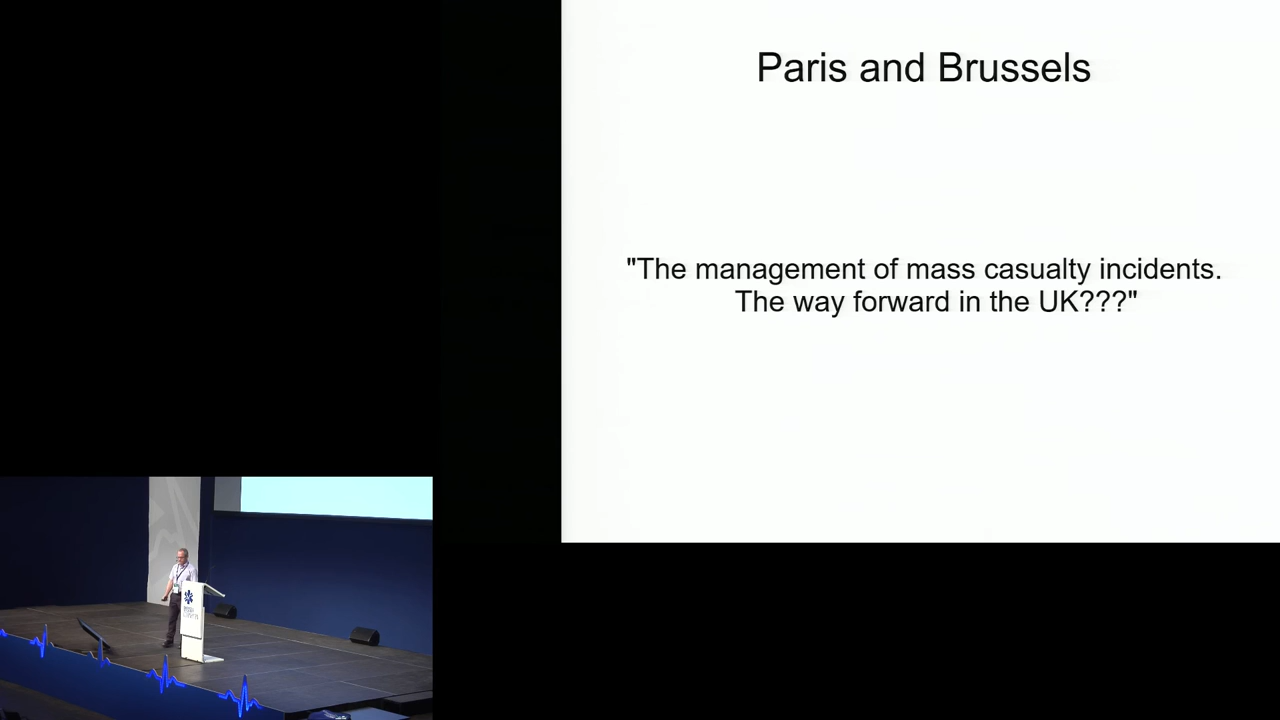 Paris and Brussels
"The management of mass casualty incidents.
The way forward in the UK???"